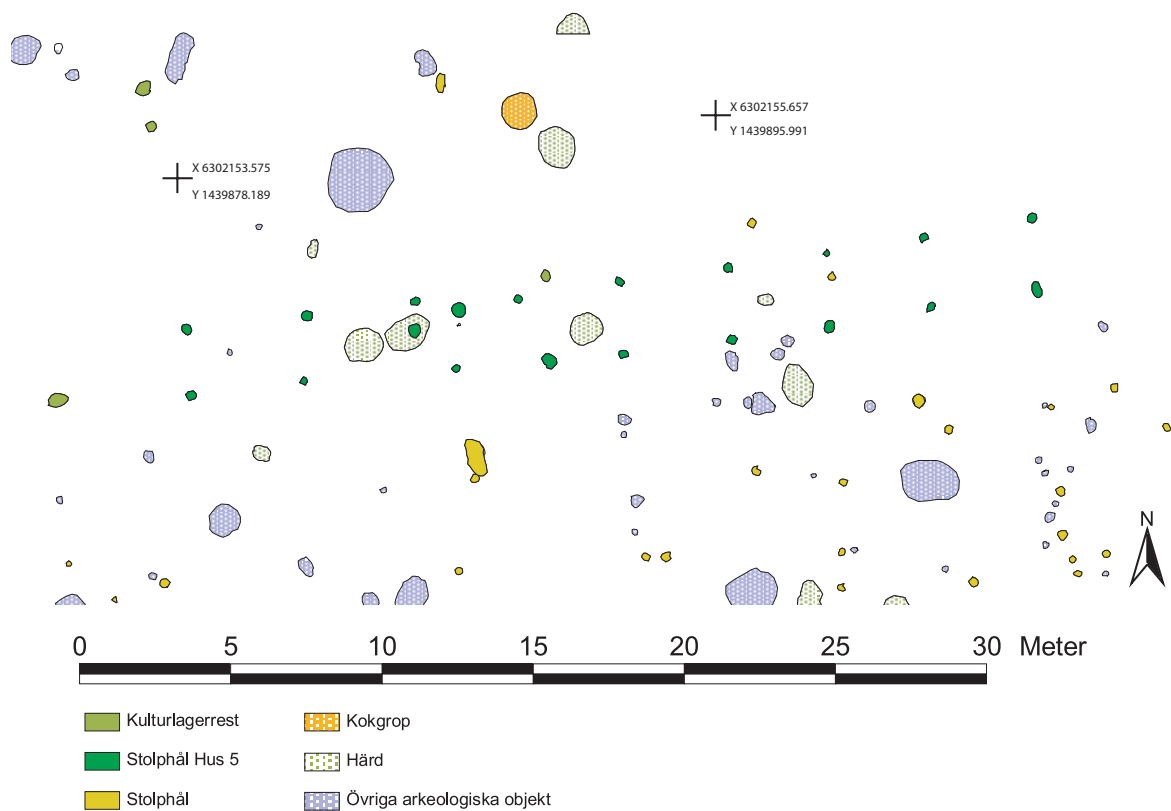 X 6302155.657
Y 1439895.991
X 6302153.575
Y 1439878.189
N
0 5 10 15 20 25 30 Meter
Kulturlagerrest
Stolphål Hus 5
Stolphål
Kokgrop
Härd
Övriga arkeologiska objekt